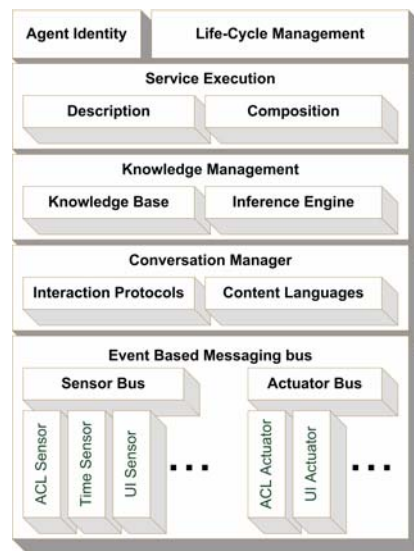 Agent Identity
Life-Cycle Management
Service Execution
Description
Composition
Knowledge Management
Knowledge Base
Inference Engine
Conversation Manager
Interaction Protocols
Content Languages
Event Based Messaging bus
Sensor Bus
Actuator Bus
ACL Sensor
Time Sensor
UI Sensor
...
ACL Actuator
UI Actuator
...